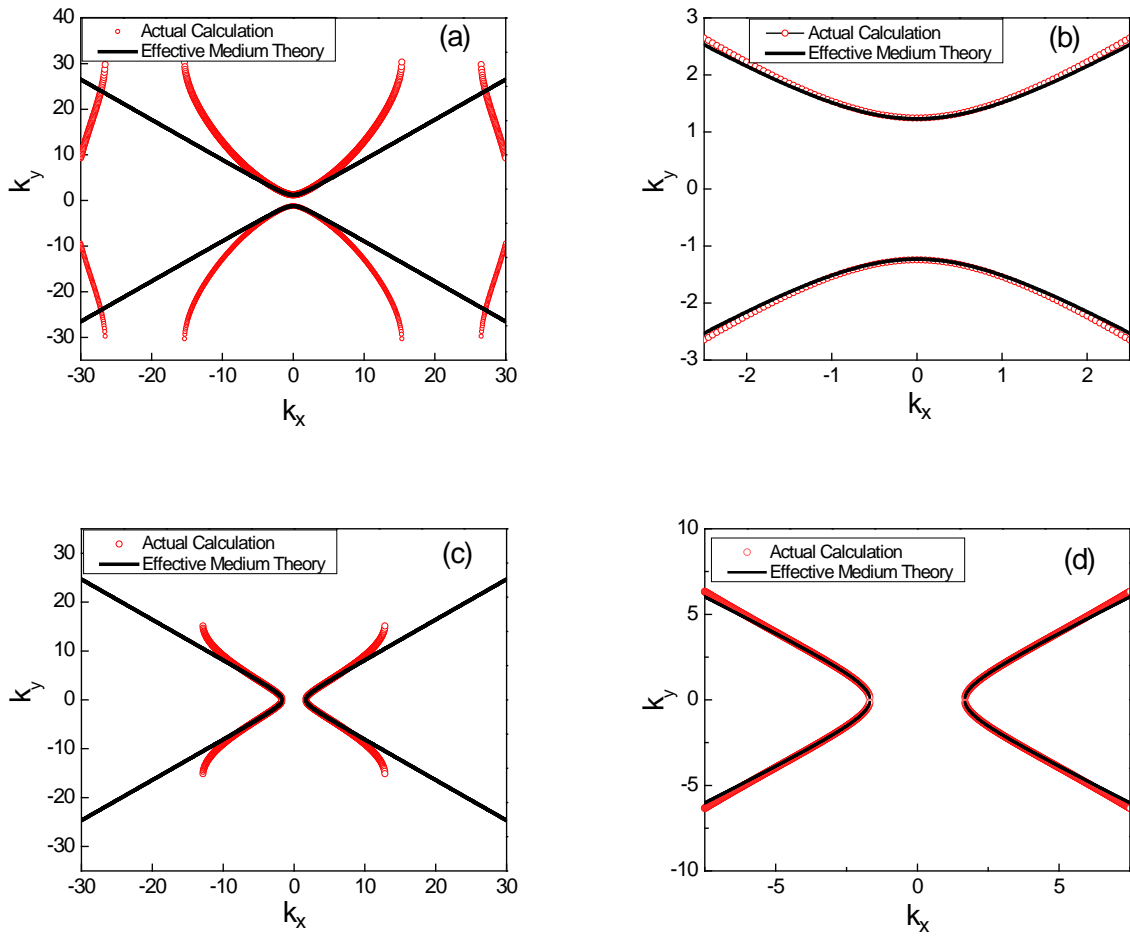 Actual Calculation
Effective Medium Theory
(a)
40
30
20
10
0
-10
-20
-30
k_y
-30 -20 -10 0 10 20 30
k_x
Actual Calculation
Effective Medium Theory
(b)
3
2
1
0
-1
-2
-3
k_y
-2 -1 0 1 2
k_x
Actual Calculation
Effective Medium Theory
(c)
30
20
10
0
-10
-20
-30
k_y
-30 -20 -10 0 10 20 30
k_x
Actual Calculation
Effective Medium Theory
(d)
10
5
0
-5
-10
k_y
-5 0 5
k_x